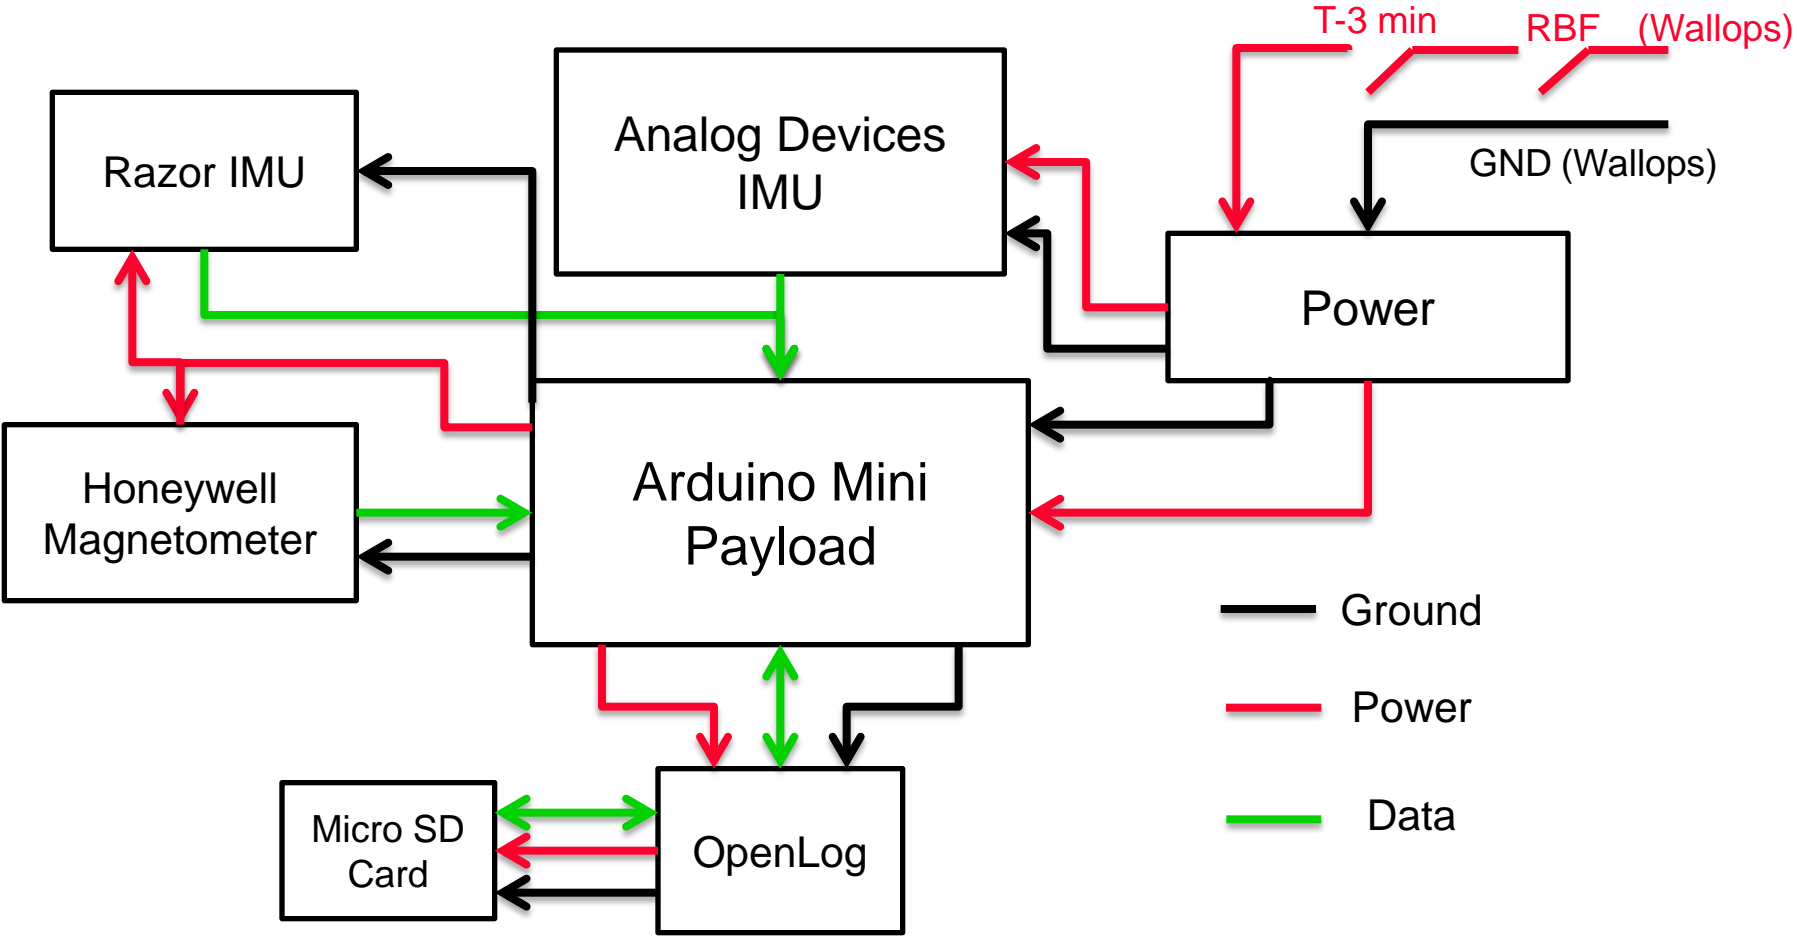 T-3 min
RBF (Wallops)
GND (Wallops)
Razor IMU
Analog Devices
IMU
Power
Honeywell
Magnetometer
Arduino Mini
Payload
Ground
Power
Data
Micro SD
Card
OpenLog